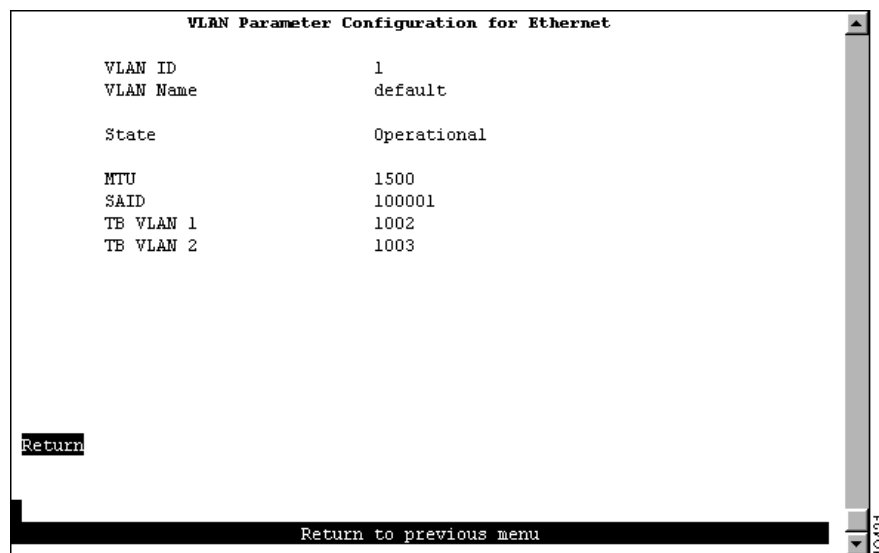 VLAN Parameter Configuration for Ethernet
VLAN ID 1
VLAN Name default
State Operational
MTU 1500
SAID 100001
TB VLAN 1 1002
TB VLAN 2 1003
Return
Return to previous menu